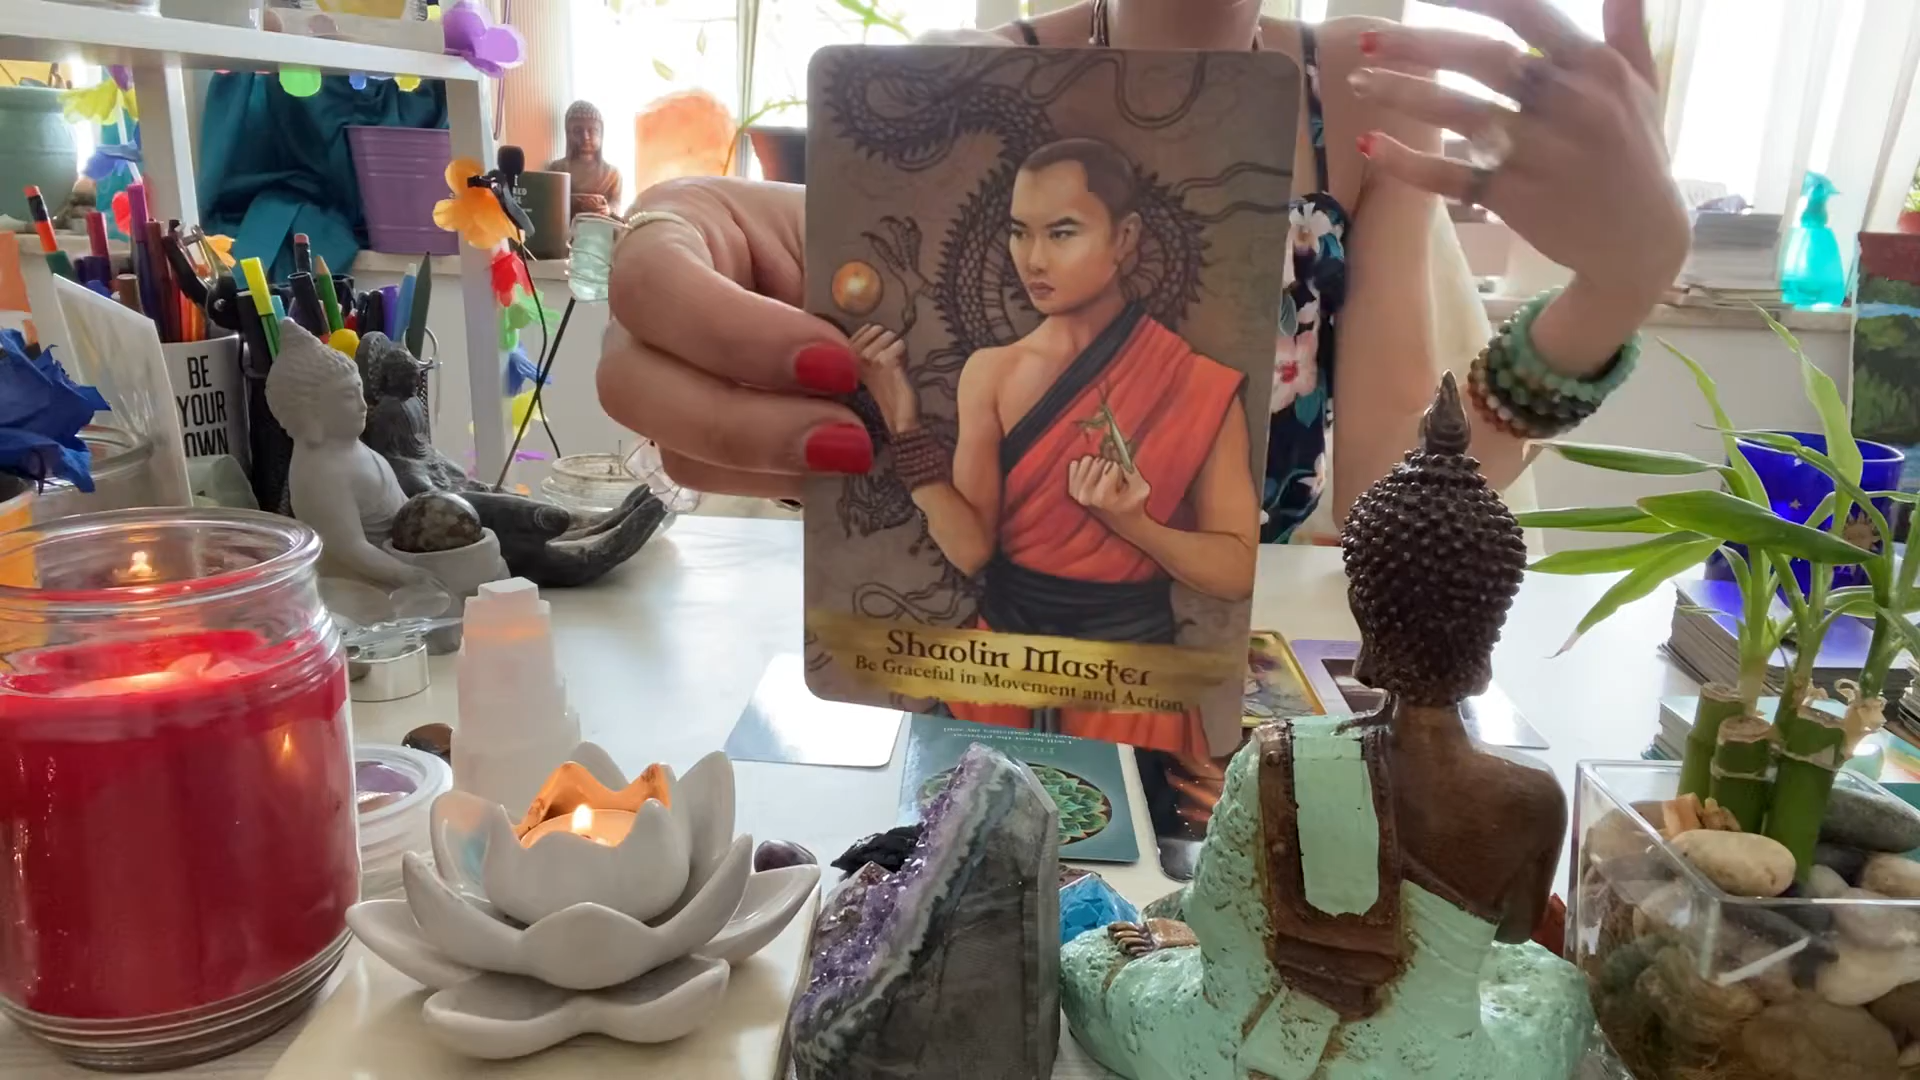 BE
YOUR
OWN
Shaolin Master
Be Graceful in Movement and Action